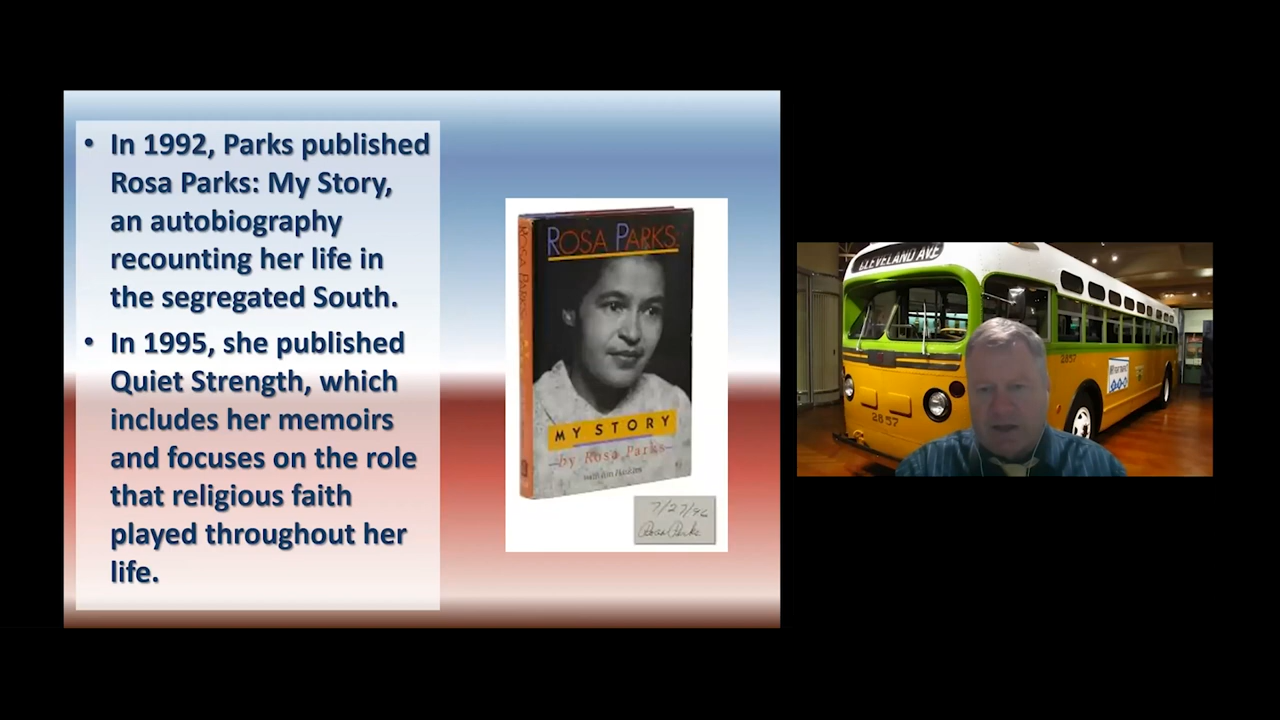 • In 1992, Parks published
Rosa Parks: My Story,
an autobiography
recounting her life in
the segregated South.
• In 1995, she published
Quiet Strength, which
includes her memoirs
and focuses on the role
that religious faith
played throughout her
life.
ROSA PARKS
ROSA PARKS
MY STORY
by Rosa Parks
with Jim Haskins
7/27/96
Rosa Parks
CLEVELAND AVE
2857
2857